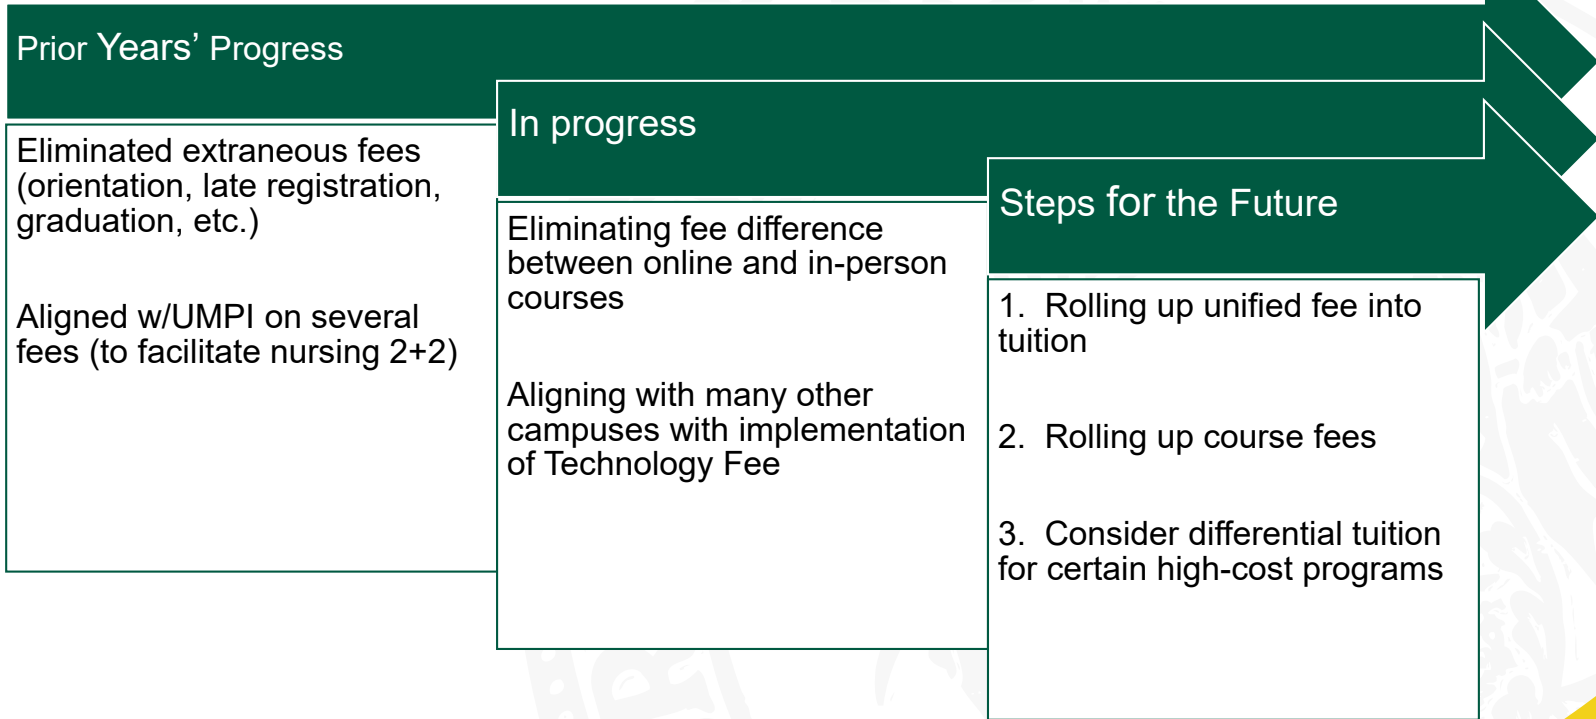 Prior Years’ Progress
Eliminated extraneous fees
(orientation, late registration,
graduation, etc.)
Aligned w/UMPI on several
fees (to facilitate nursing 2+2)
In progress
Eliminating fee difference
between online and in-person
courses
Aligning with many other
campuses with implementation
of Technology Fee
Steps for the Future
1. Rolling up unified fee into
tuition
2. Rolling up course fees
3. Consider differential tuition
for certain high-cost programs